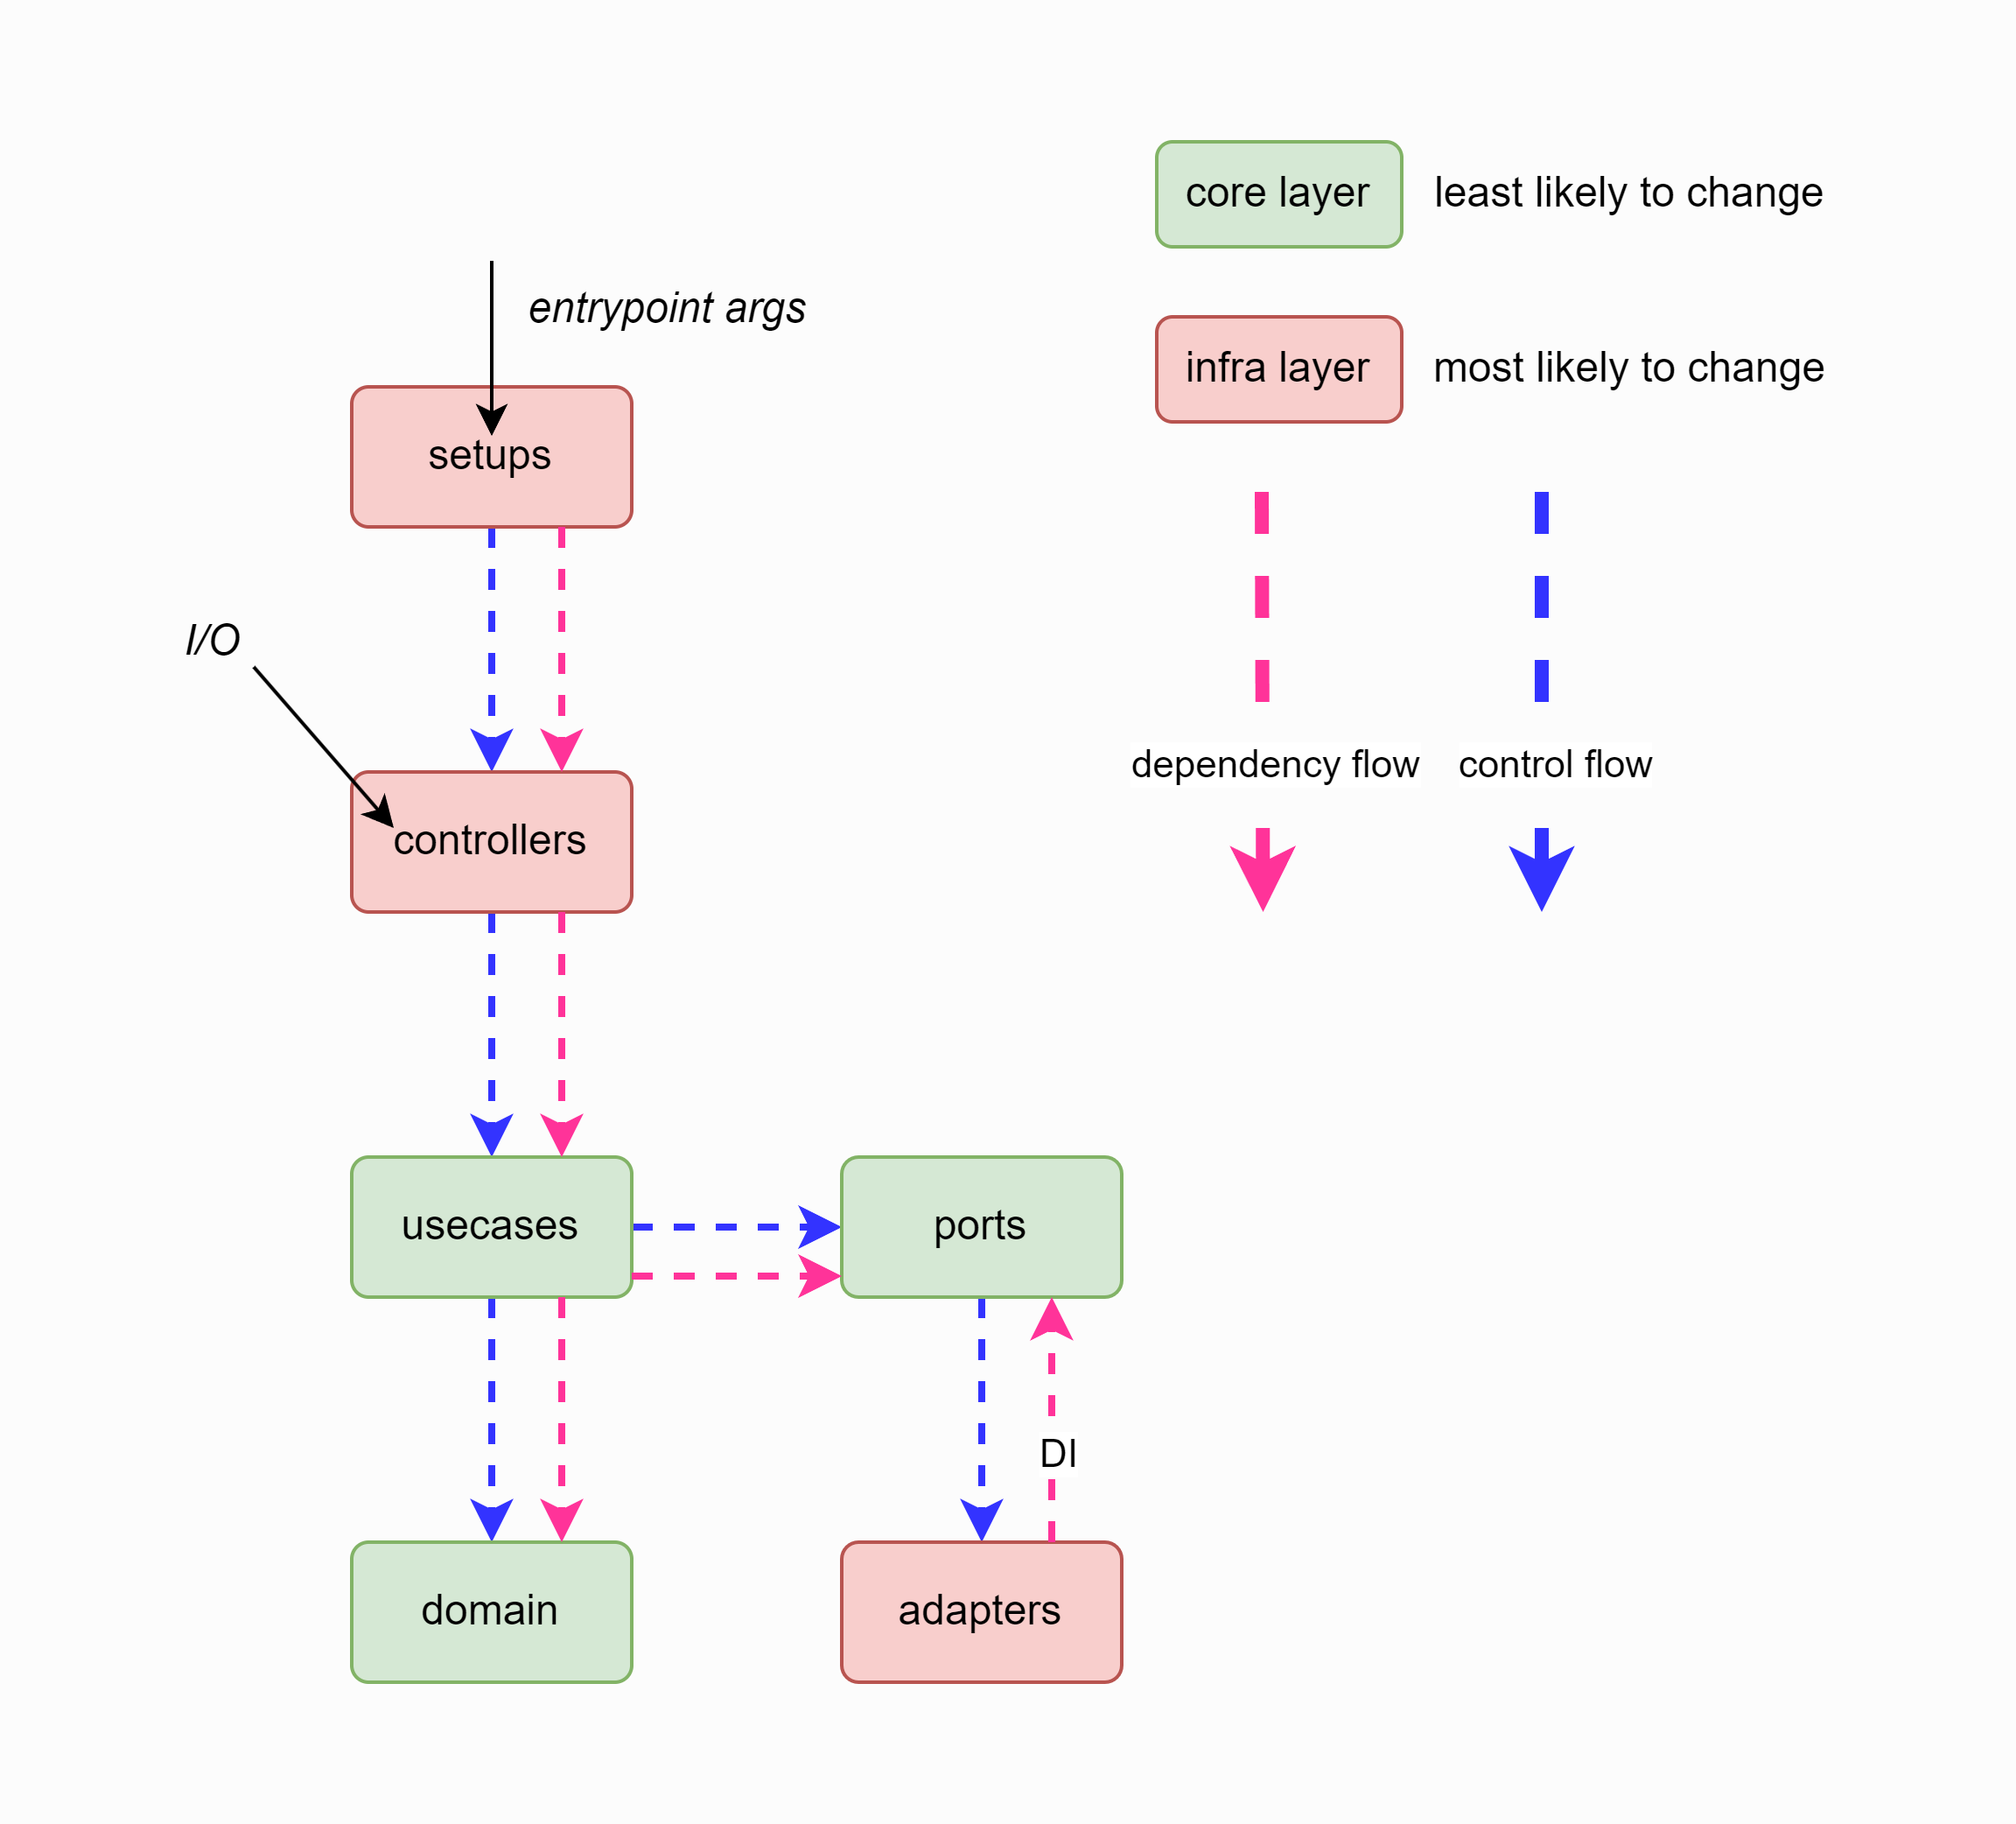 core layer
least likely to change
entrypoint args
infra layer
most likely to change
setups
I/O
dependency flow
control flow
controllers
usecases
ports
DI
domain
adapters